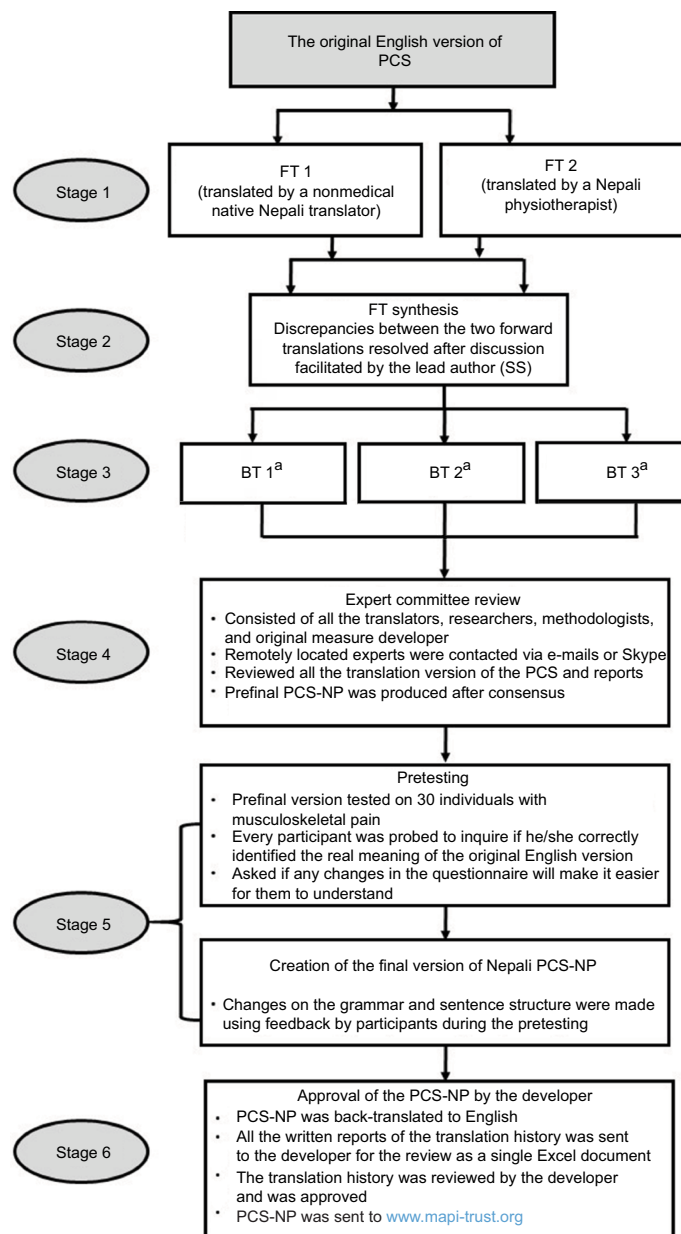 The original English version of
PCS
Stage 1
FT 1
(translated by a nonmedical
native Nepali translator)
FT 2
(translated by a Nepali
physiotherapist)
Stage 2
FT synthesis
Discrepancies between the two forward
translations resolved after discussion
facilitated by the lead author (SS)
Stage 3
BT 1ᵃ
BT 2ᵃ
BT 3ᵃ
Stage 4
Expert committee review
• Consisted of all the translators, researchers, methodologists,
and original measure developer
• Remotely located experts were contacted via e-mails or Skype
• Reviewed all the translation version of the PCS and reports
• Prefinal PCS-NP was produced after consensus
Stage 5
Pretesting
• Prefinal version tested on 30 individuals with
musculoskeletal pain
• Every participant was probed to inquire if he/she correctly
identified the real meaning of the original English version
• Asked if any changes in the questionnaire will make it easier
for them to understand
Creation of the final version of Nepali PCS-NP
• Changes on the grammar and sentence structure were made
using feedback by participants during the pretesting
Stage 6
Approval of the PCS-NP by the developer
• PCS-NP was back-translated to English
• All the written reports of the translation history was sent
to the developer for the review as a single Excel document
• The translation history was reviewed by the developer
and was approved
• PCS-NP was sent to www.mapi-trust.org